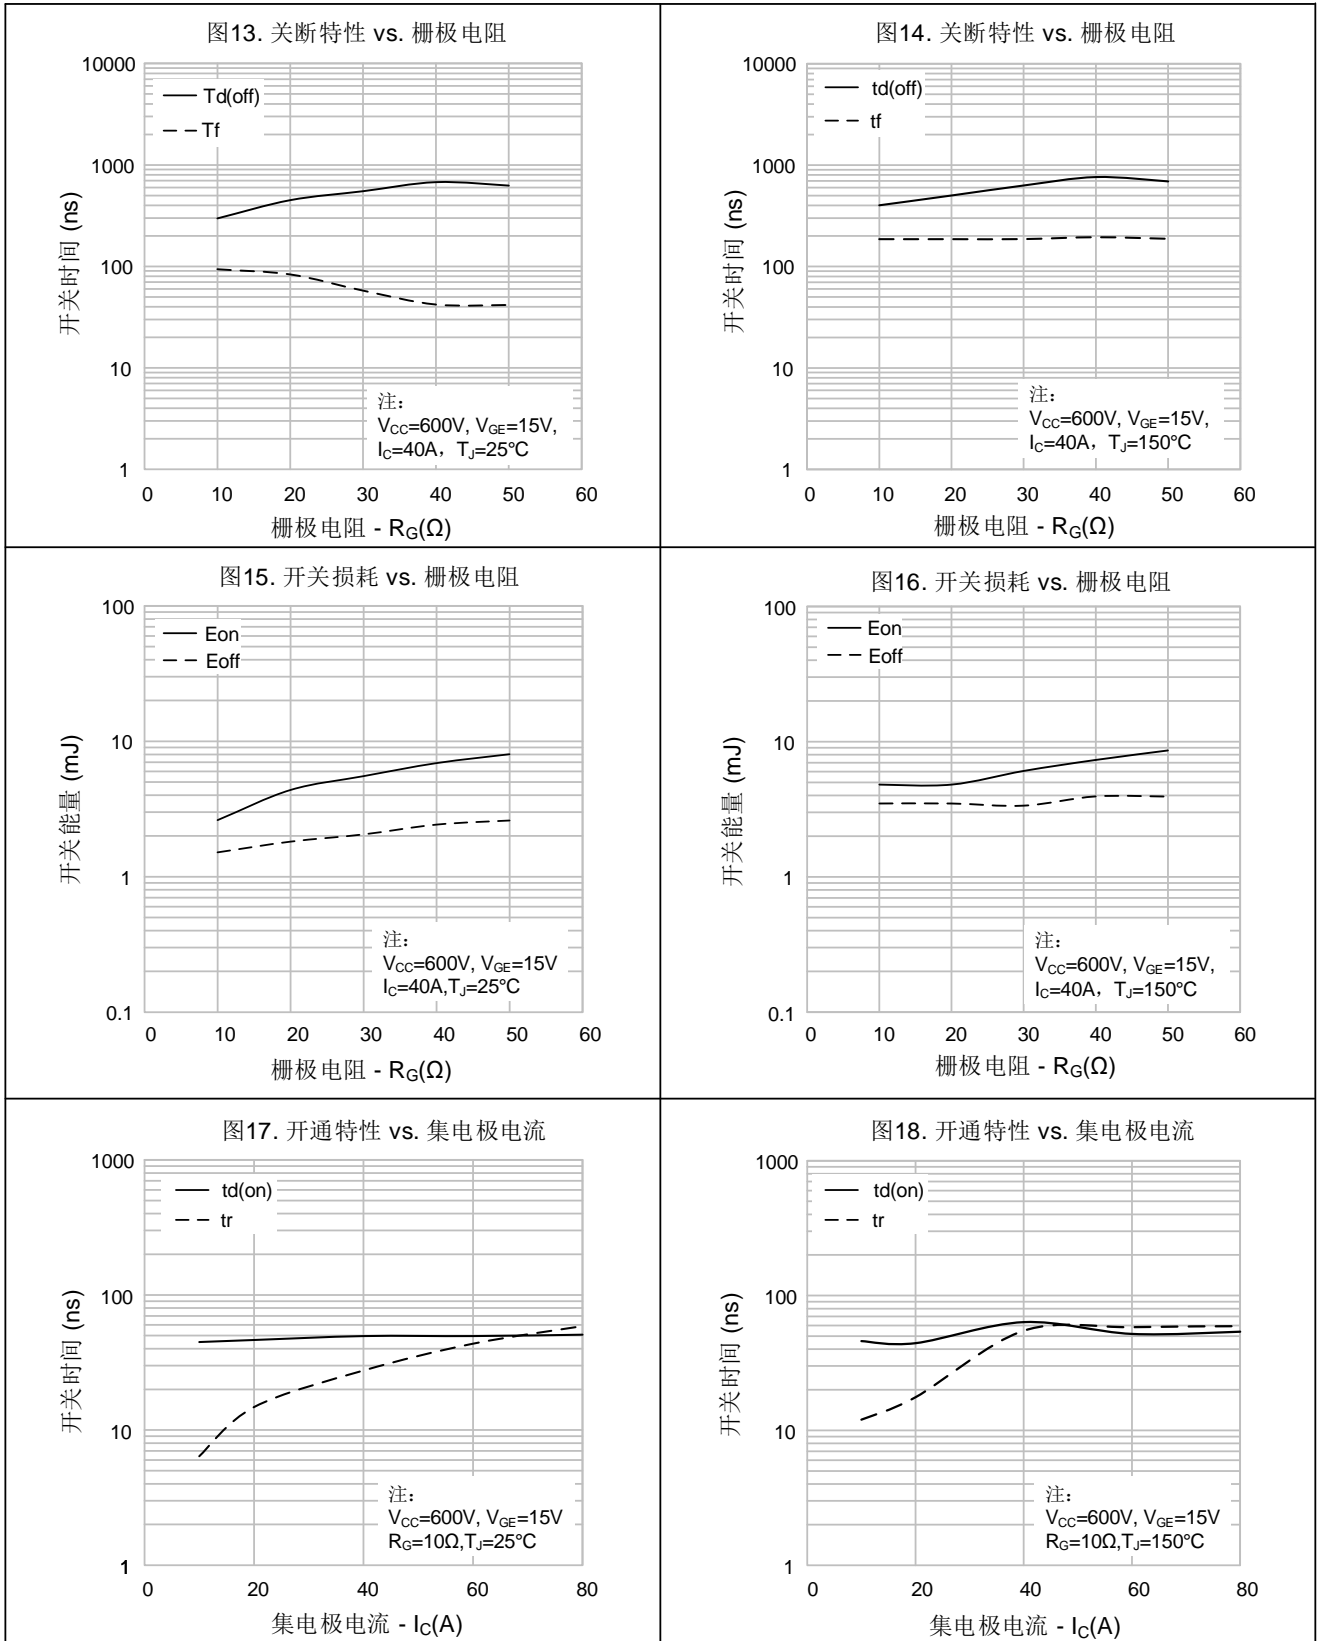 图13. 关断特性 vs. 栅极电阻
10000
1000
100
10
1
Td(off)
Tf
开关时间 (ns)
注：
VCC=600V, VGE=15V,
IC=40A，TJ=25℃
0 10 20 30 40 50 60
栅极电阻 - RG(Ω)
图14. 关断特性 vs. 栅极电阻
10000
1000
100
10
1
td(off)
tf
开关时间 (ns)
注：
VCC=600V, VGE=15V,
IC=40A，TJ=150℃
0 10 20 30 40 50 60
栅极电阻 - RG(Ω)
图15. 开关损耗 vs. 栅极电阻
100
10
1
0.1
Eon
Eoff
开关能量 (mJ)
注：
VCC=600V, VGE=15V
IC=40A,TJ=25℃
0 10 20 30 40 50 60
栅极电阻 - RG(Ω)
图16. 开关损耗 vs. 栅极电阻
100
10
1
0.1
Eon
Eoff
开关能量 (mJ)
注：
VCC=600V, VGE=15V,
IC=40A，TJ=150℃
0 10 20 30 40 50 60
栅极电阻 - RG(Ω)
图17. 开通特性 vs. 集电极电流
1000
100
10
1
td(on)
tr
开关时间 (ns)
注：
VCC=600V, VGE=15V
RG=10Ω,TJ=25℃
0 20 40 60 80
集电极电流 - IC(A)
图18. 开通特性 vs. 集电极电流
1000
100
10
1
td(on)
tr
开关时间 (ns)
注：
VCC=600V, VGE=15V
RG=10Ω,TJ=150℃
0 20 40 60 80
集电极电流 - IC(A)